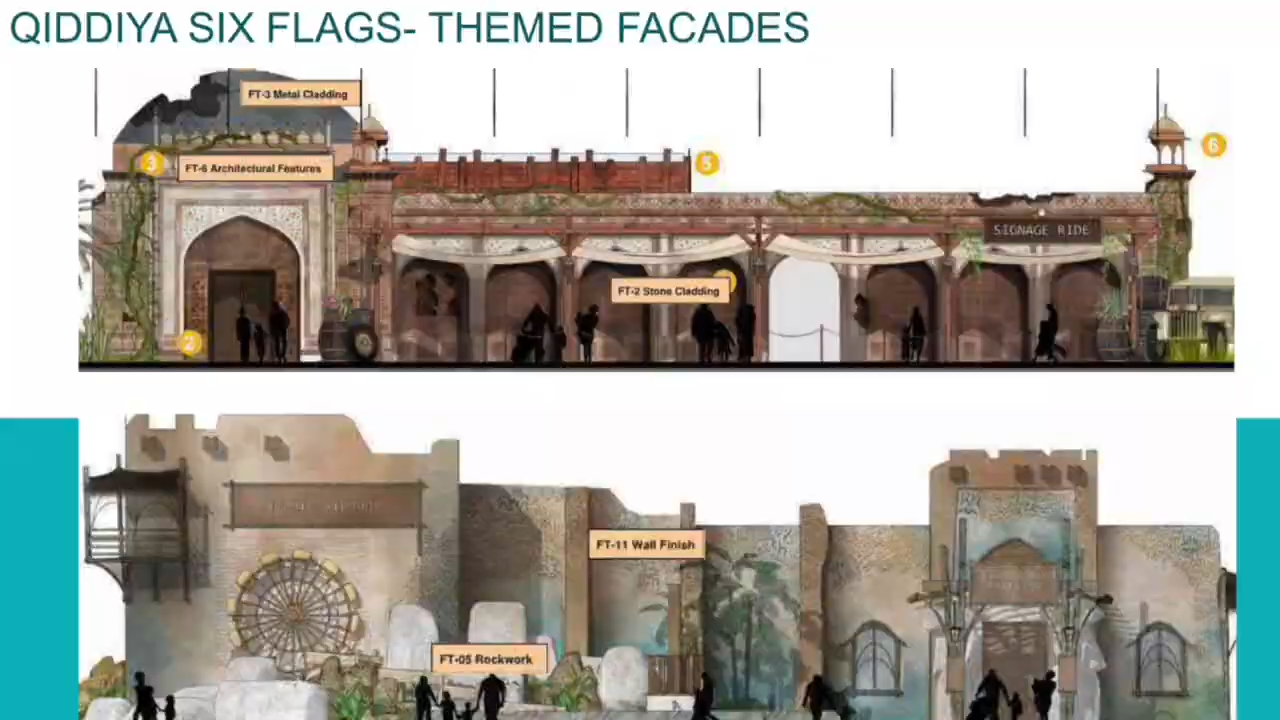 QIDDIYA SIX FLAGS- THEMED FACADES
FT-3 Metal Cladding
3
FT-6 Architectural Features
5
6
SIGNAGE RIDE
FT-2 Stone Cladding
2
FT-11 Wall Finish
FT-05 Rockwork